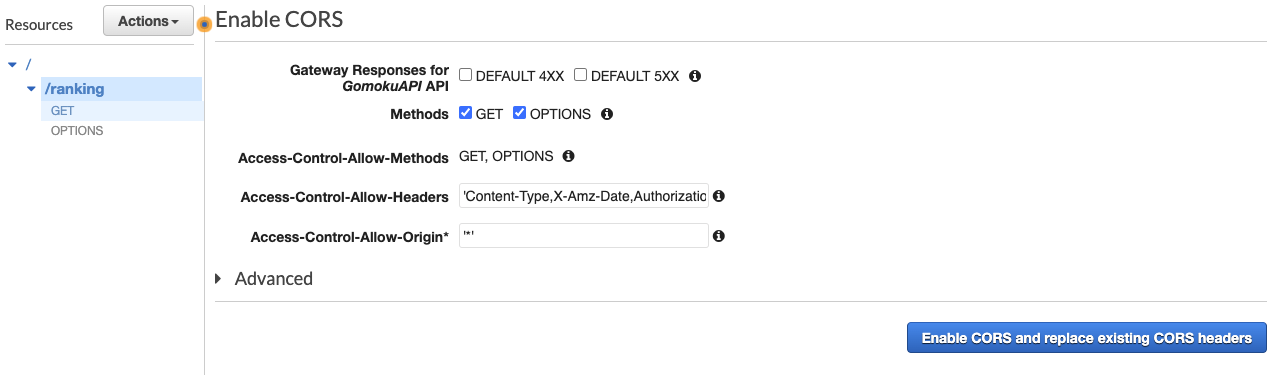 Resources
Actions
/
/ranking
GET
OPTIONS
Enable CORS
Gateway Responses for
GomokuAPI API
DEFAULT 4XX DEFAULT 5XX
Methods
GET OPTIONS
Access-Control-Allow-Methods GET, OPTIONS
Access-Control-Allow-Headers 'Content-Type,X-Amz-Date,Authorizatio
Access-Control-Allow-Origin* '*'
Advanced
Enable CORS and replace existing CORS headers